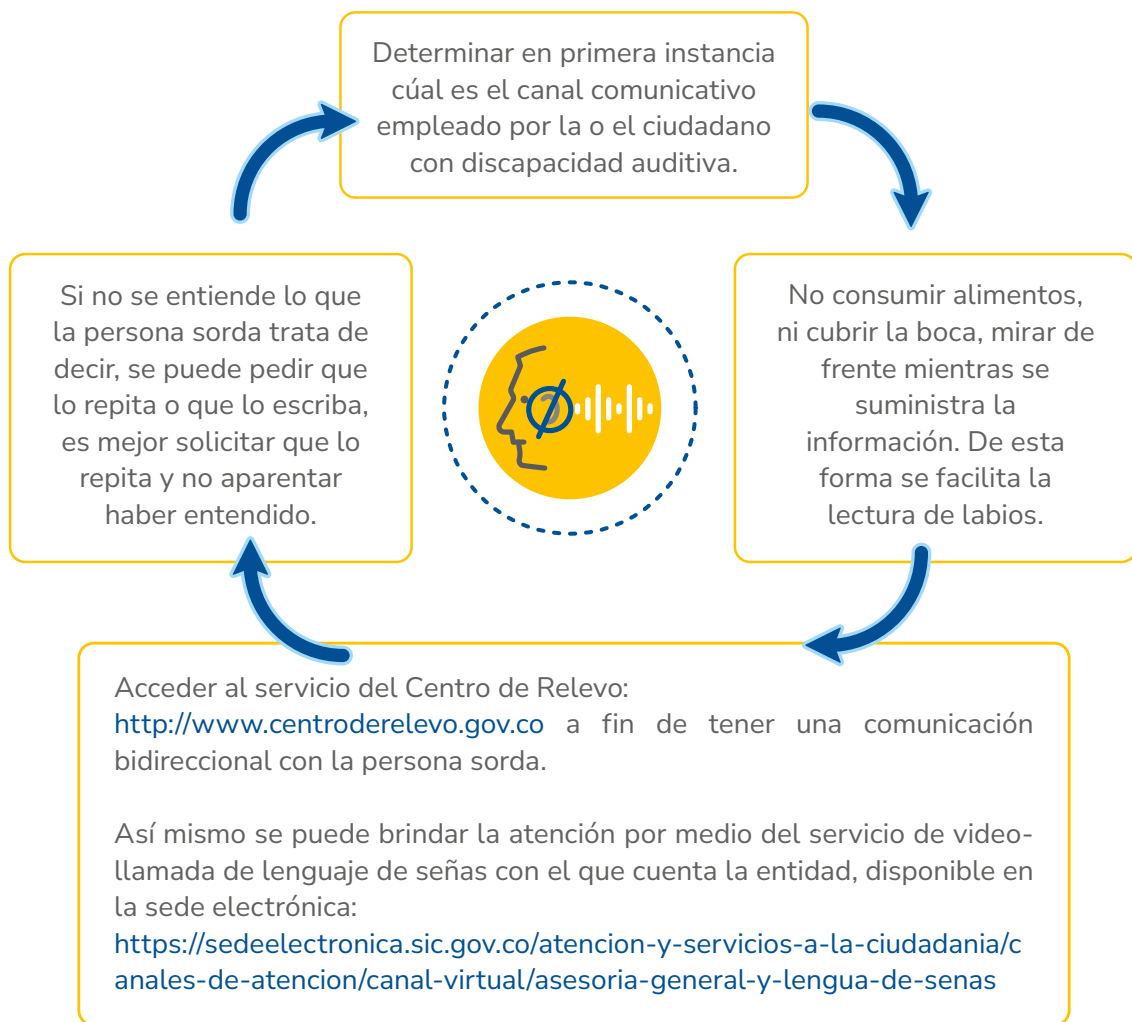 Determinar en primera instancia
cúal es el canal comunicativo
empleado por la o el ciudadano
con discapacidad auditiva.
No consumir alimentos,
ni cubrir la boca, mirar de
frente mientras se
suministra la
información. De esta
forma se facilita la
lectura de labios.
Acceder al servicio del Centro de Relevo:
http://www.centroderelevo.gov.co a fin de tener una comunicación
bidireccional con la persona sorda.
Así mismo se puede brindar la atención por medio del servicio de video-
llamada de lenguaje de señas con el que cuenta la entidad, disponible en
la sede electrónica:
https://sedeelectronica.sic.gov.co/atencion-y-servicios-a-la-ciudadania/c
anales-de-atencion/canal-virtual/asesoria-general-y-lengua-de-senas
Si no se entiende lo que
la persona sorda trata de
decir, se puede pedir que
lo repita o que lo escriba,
es mejor solicitar que lo
repita y no aparentar
haber entendido.